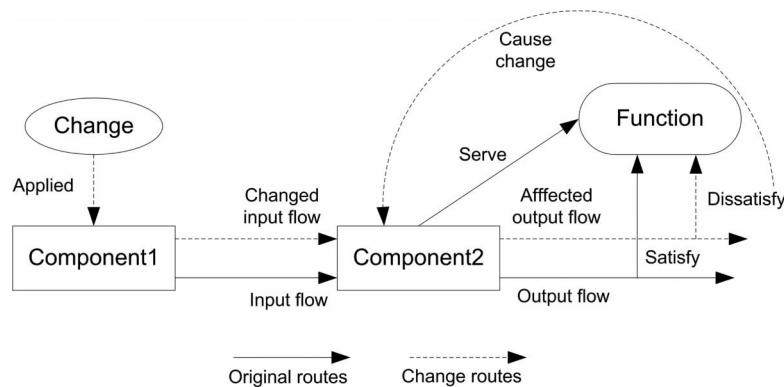 Cause
change
Change
Function
Serve
Applied
Changed
input flow
Afffected
output flow
Dissatisfy
Component1
Component2
Satisfy
Input flow
Output flow
Original routes
Change routes